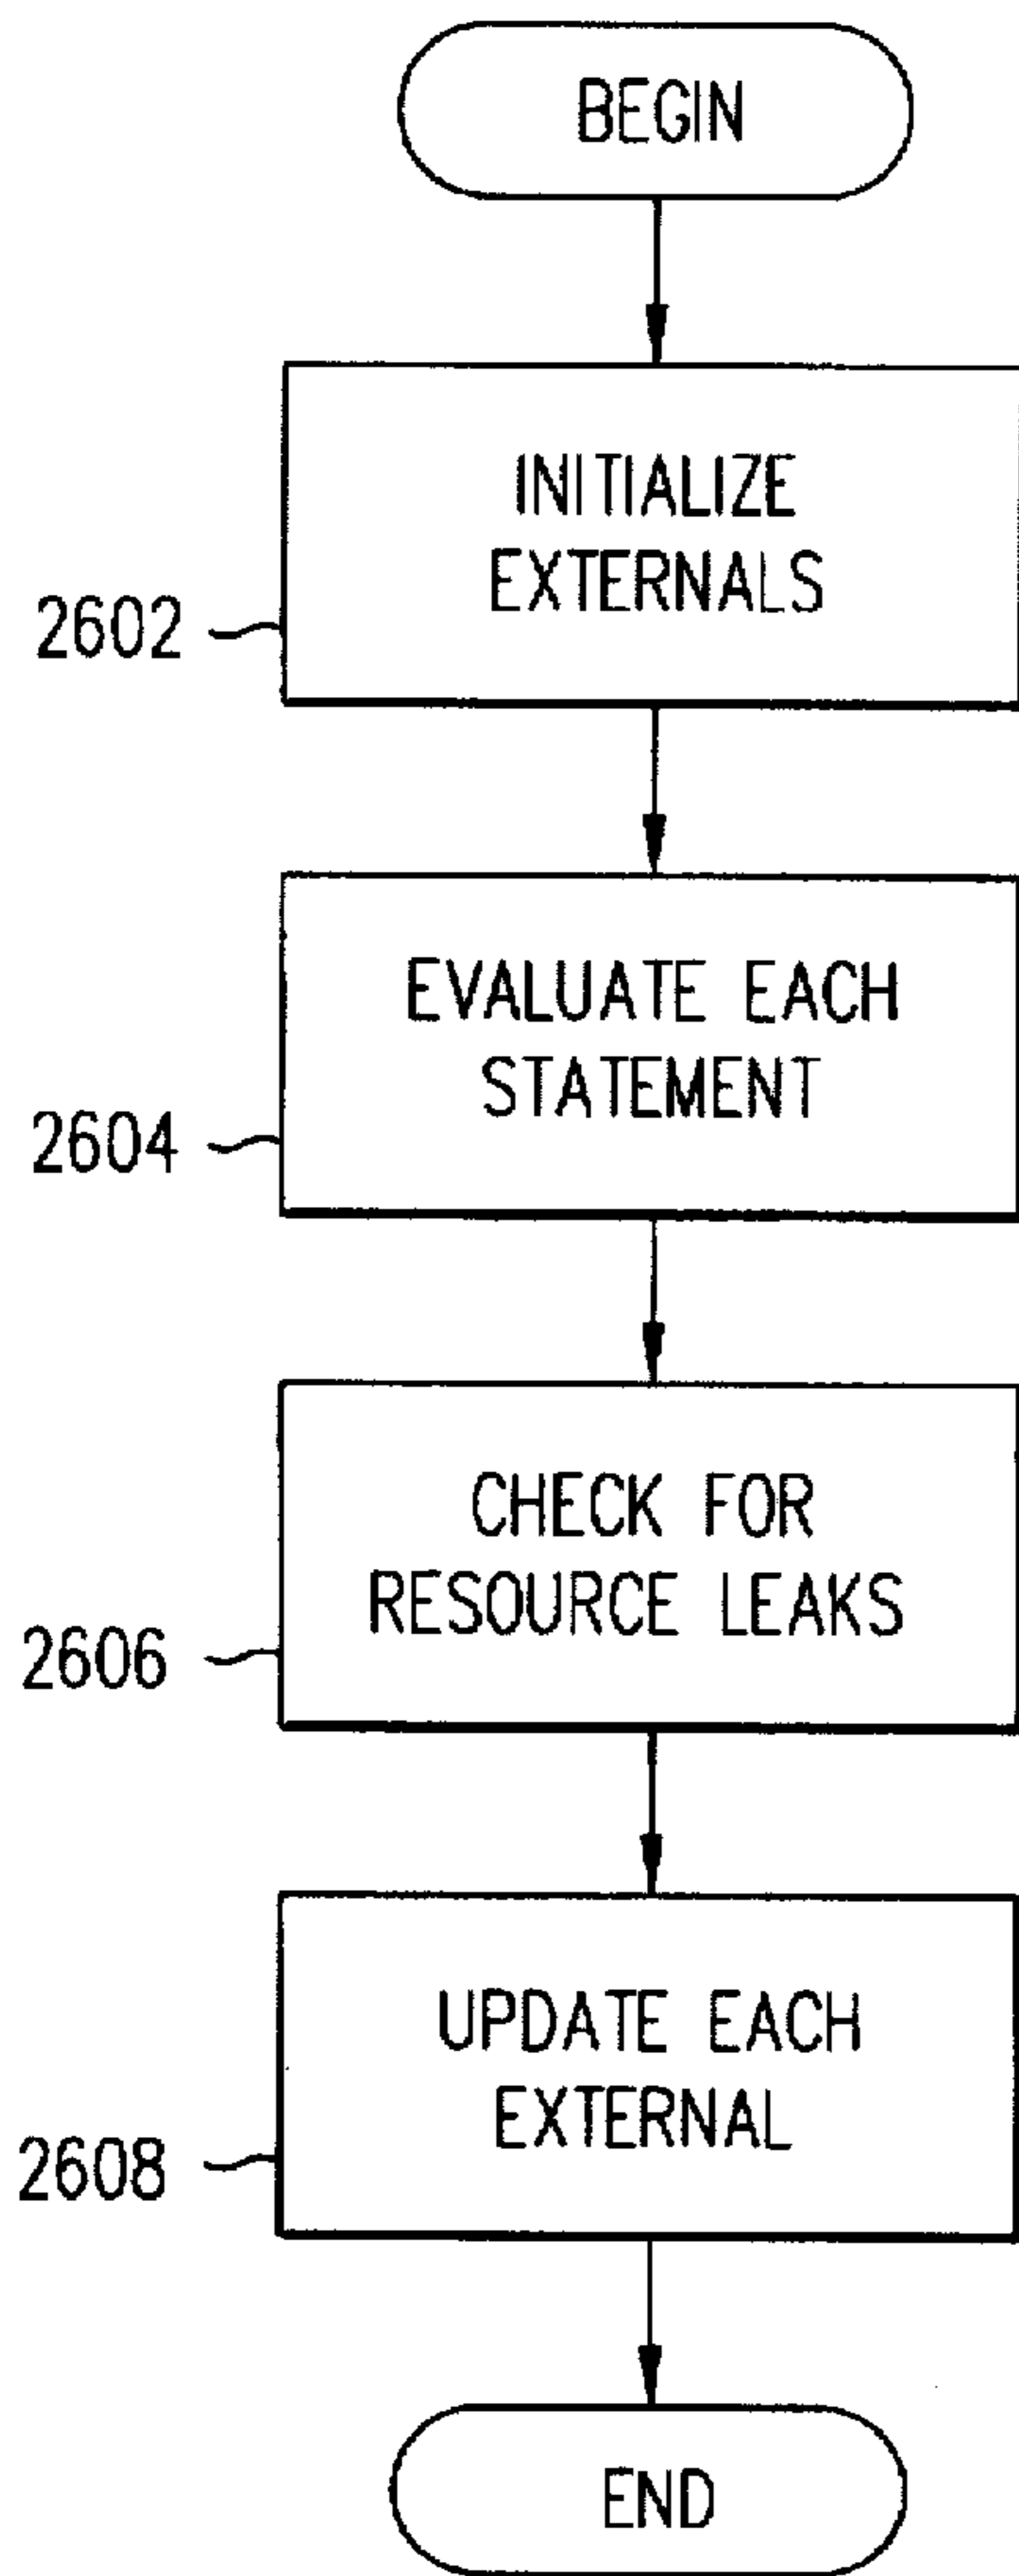 BEGIN
INITIALIZE
EXTERNALS
2602
EVALUATE EACH
STATEMENT
2604
CHECK FOR
RESOURCE LEAKS
2606
UPDATE EACH
EXTERNAL
2608
END